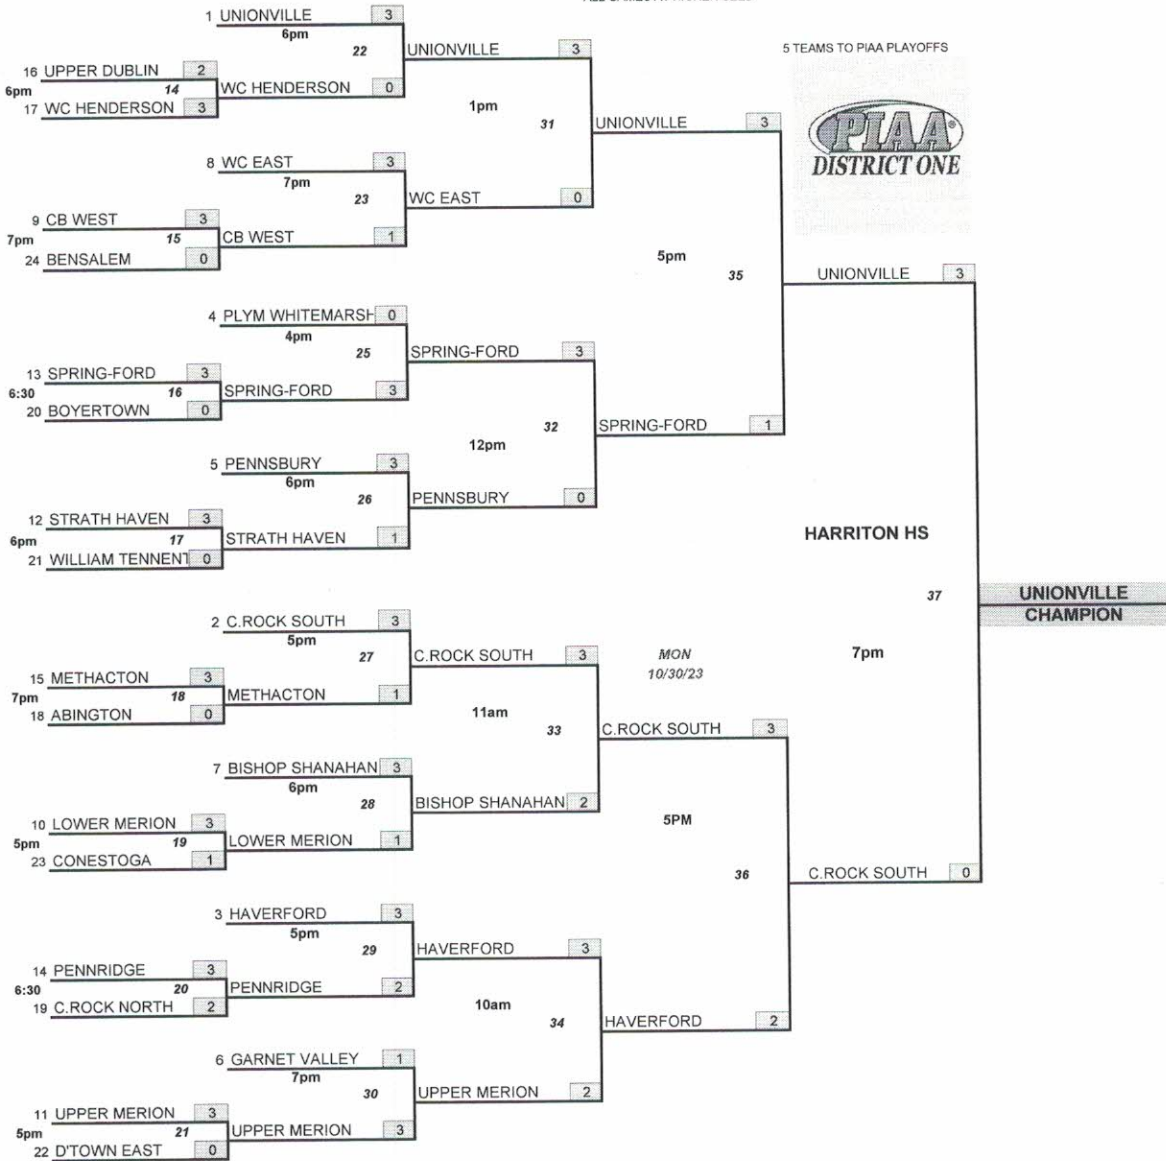 5 TEAMS TO PIAA PLAYOFFS
PIAA®
DISTRICT ONE
1 UNIONVILLE 3
6pm
22
16 UPPER DUBLIN 2
6pm
14
17 WC HENDERSON 3
WC HENDERSON 0
UNIONVILLE 3
1pm
31
8 WC EAST 3
7pm
23
9 CB WEST 3
7pm
15
24 BENSALEM 0
CB WEST 1
WC EAST 0
UNIONVILLE 3
5pm
35
4 PLYM WHITEMARSH 0
4pm
25
13 SPRING-FORD 3
6:30
16
20 BOYERTOWN 0
SPRING-FORD 3
SPRING-FORD 3
12pm
32
5 PENNSBURY 3
6pm
26
12 STRATH HAVEN 3
6pm
17
21 WILLIAM TENNENT 0
STRATH HAVEN 1
PENNSBURY 0
SPRING-FORD 1
UNIONVILLE 3
HARRITON HS
37
7pm
UNIONVILLE
CHAMPION
2 C.ROCK SOUTH 3
5pm
27
15 METHACTON 3
7pm
18
18 ABINGTON 0
METHACTON 1
C.ROCK SOUTH 3
11am
33
MON
10/30/23
7 BISHOP SHANAHAN 3
6pm
28
10 LOWER MERION 3
5pm
19
23 CONESTOGA 1
LOWER MERION 1
BISHOP SHANAHAN 2
C.ROCK SOUTH 3
5PM
36
C.ROCK SOUTH 0
3 HAVERFORD 3
5pm
29
14 PENNRIDGE 3
6:30
20
19 C.ROCK NORTH 2
PENNRIDGE 2
HAVERFORD 3
10am
34
HAVERFORD 2
6 GARNET VALLEY 1
7pm
30
11 UPPER MERION 3
5pm
21
22 D'TOWN EAST 0
UPPER MERION 3
UPPER MERION 2